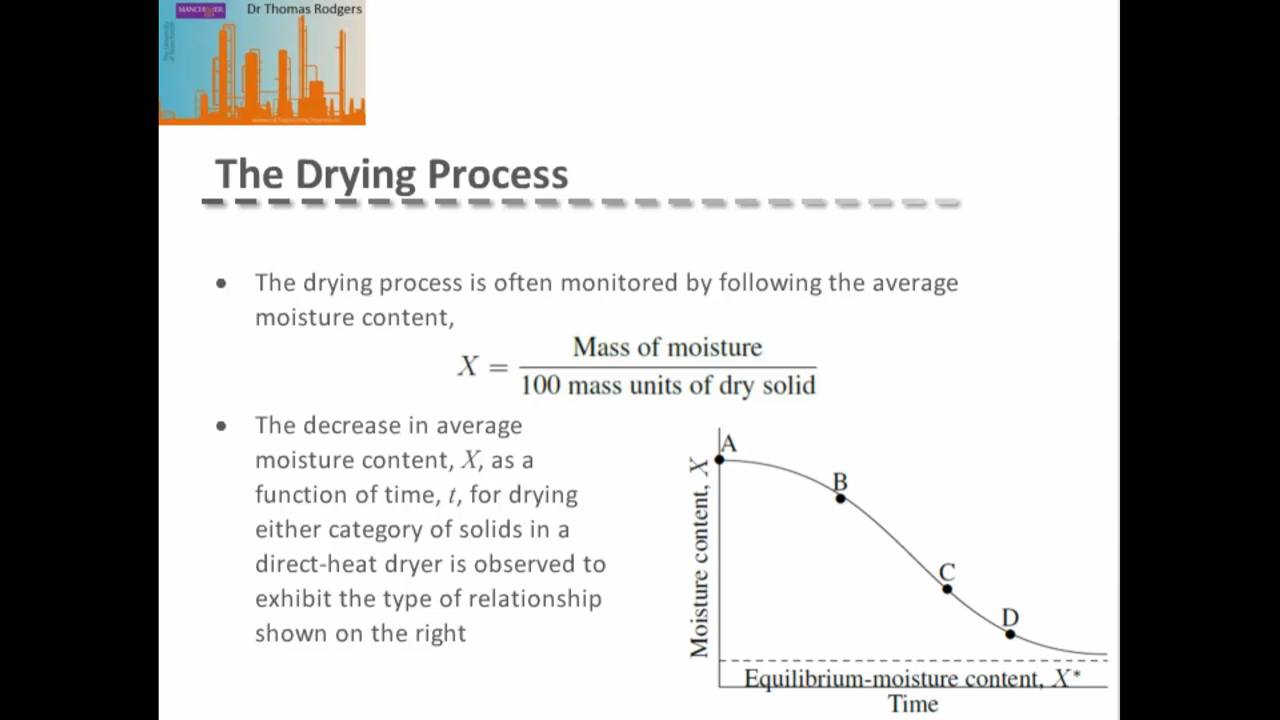 MANCHESTER
Dr Thomas Rodgers
The Drying Process
• The drying process is often monitored by following the average
moisture content,
X = Mass of moisture
100 mass units of dry solid
• The decrease in average
moisture content, X, as a
function of time, t, for drying
either category of solids in a
direct-heat dryer is observed to
exhibit the type of relationship
shown on the right
A
B
C
D
Moisture content, X
Equilibrium-moisture content, X*
Time